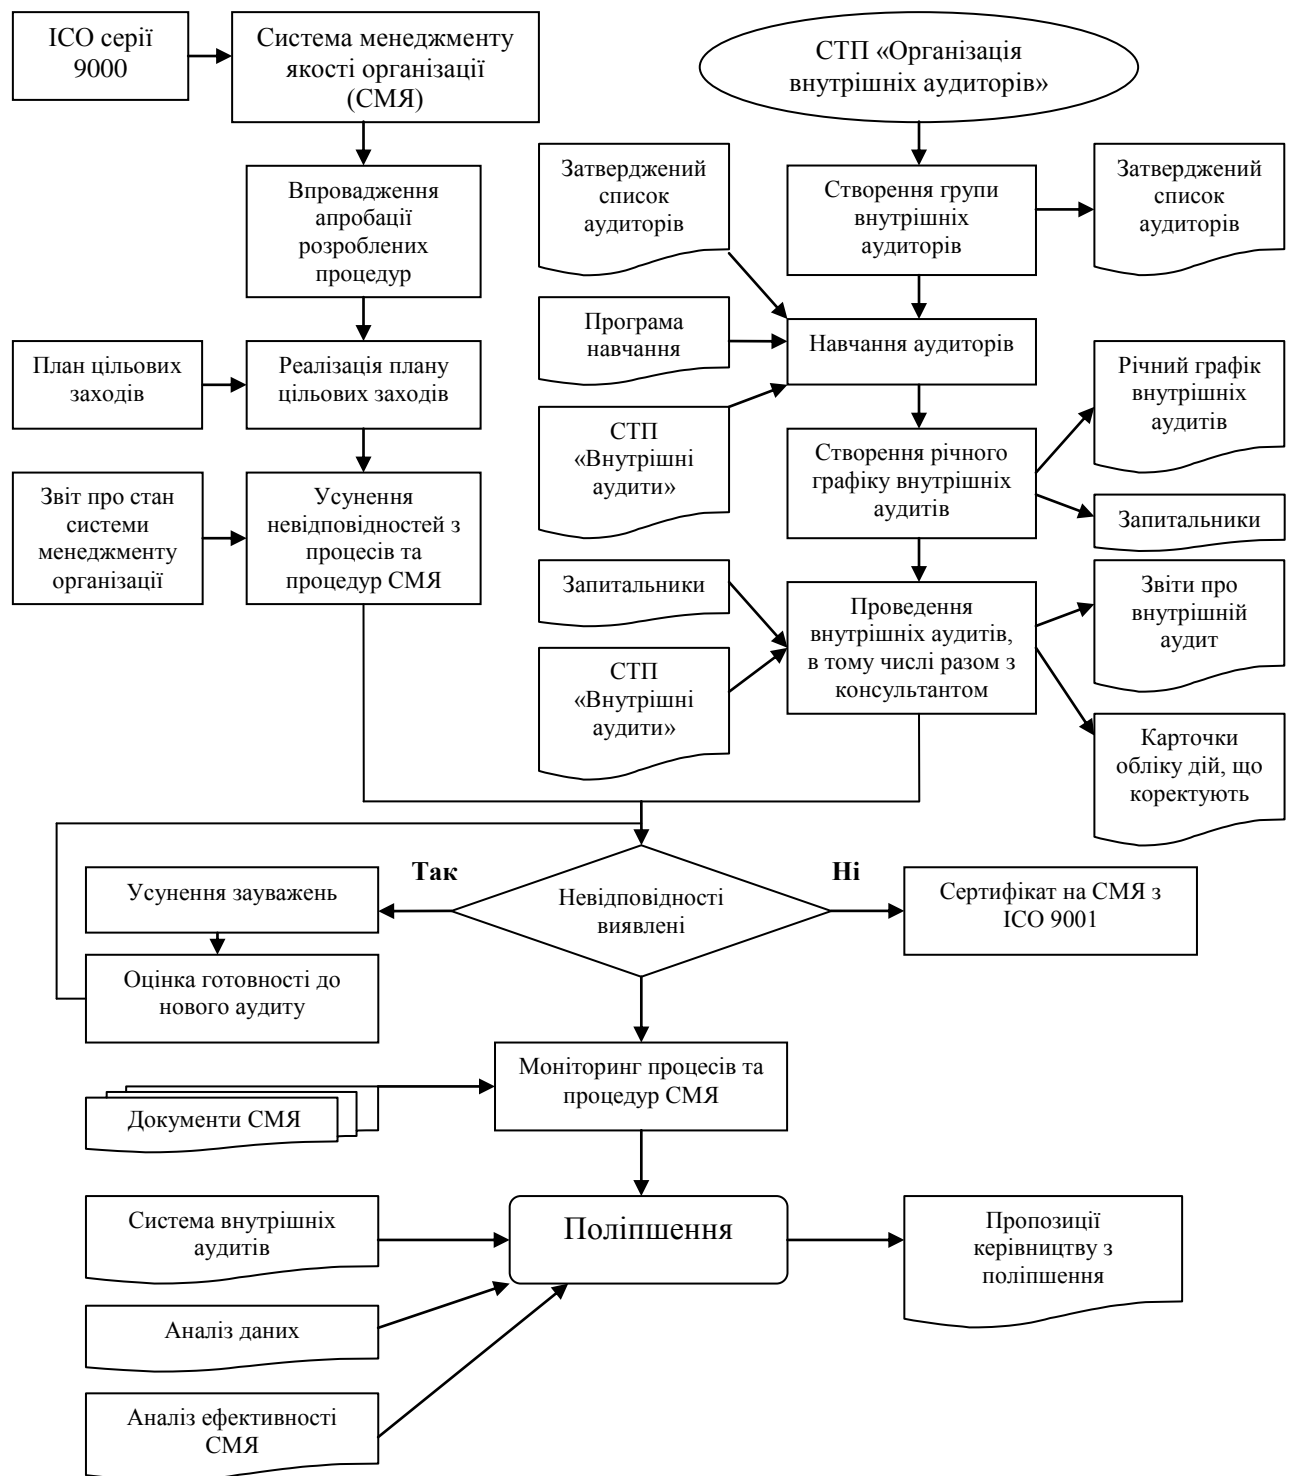 ІСО серії
9000
Система менеджменту
якості організації
(СМЯ)
СТП «Організація
внутрішніх аудиторів»
Впровадження
апробації
розроблених
процедур
Затверджений
список
аудиторів
Створення групи
внутрішніх
аудиторів
Затверджений
список
аудиторів
План цільових
заходів
Реалізація плану
цільових заходів
Програма
навчання
Навчання аудиторів
Річний графік
внутрішніх
аудитів
СТП
«Внутрішні
аудити»
Створення річного
графіку внутрішніх
аудитів
Звіт про стан
системи
менеджменту
організації
Усунення
невідповідностей з
процесів та
процедур СМЯ
Запитальники
Запитальники
Проведення
внутрішніх аудитів,
в тому числі разом з
консультантом
Звіти про
внутрішній
аудит
СТП
«Внутрішні
аудити»
Карточки
обліку дій, що
коректують
Так
Ні
Усунення зауважень
Невідповідності
виявлені
Сертифікат на СМЯ з
ІСО 9001
Оцінка готовності до
нового аудиту
Моніторинг процесів та
процедур СМЯ
Документи СМЯ
Система внутрішніх
аудитів
Поліпшення
Пропозиції
керівництву з
поліпшення
Аналіз даних
Аналіз ефективності
СМЯ